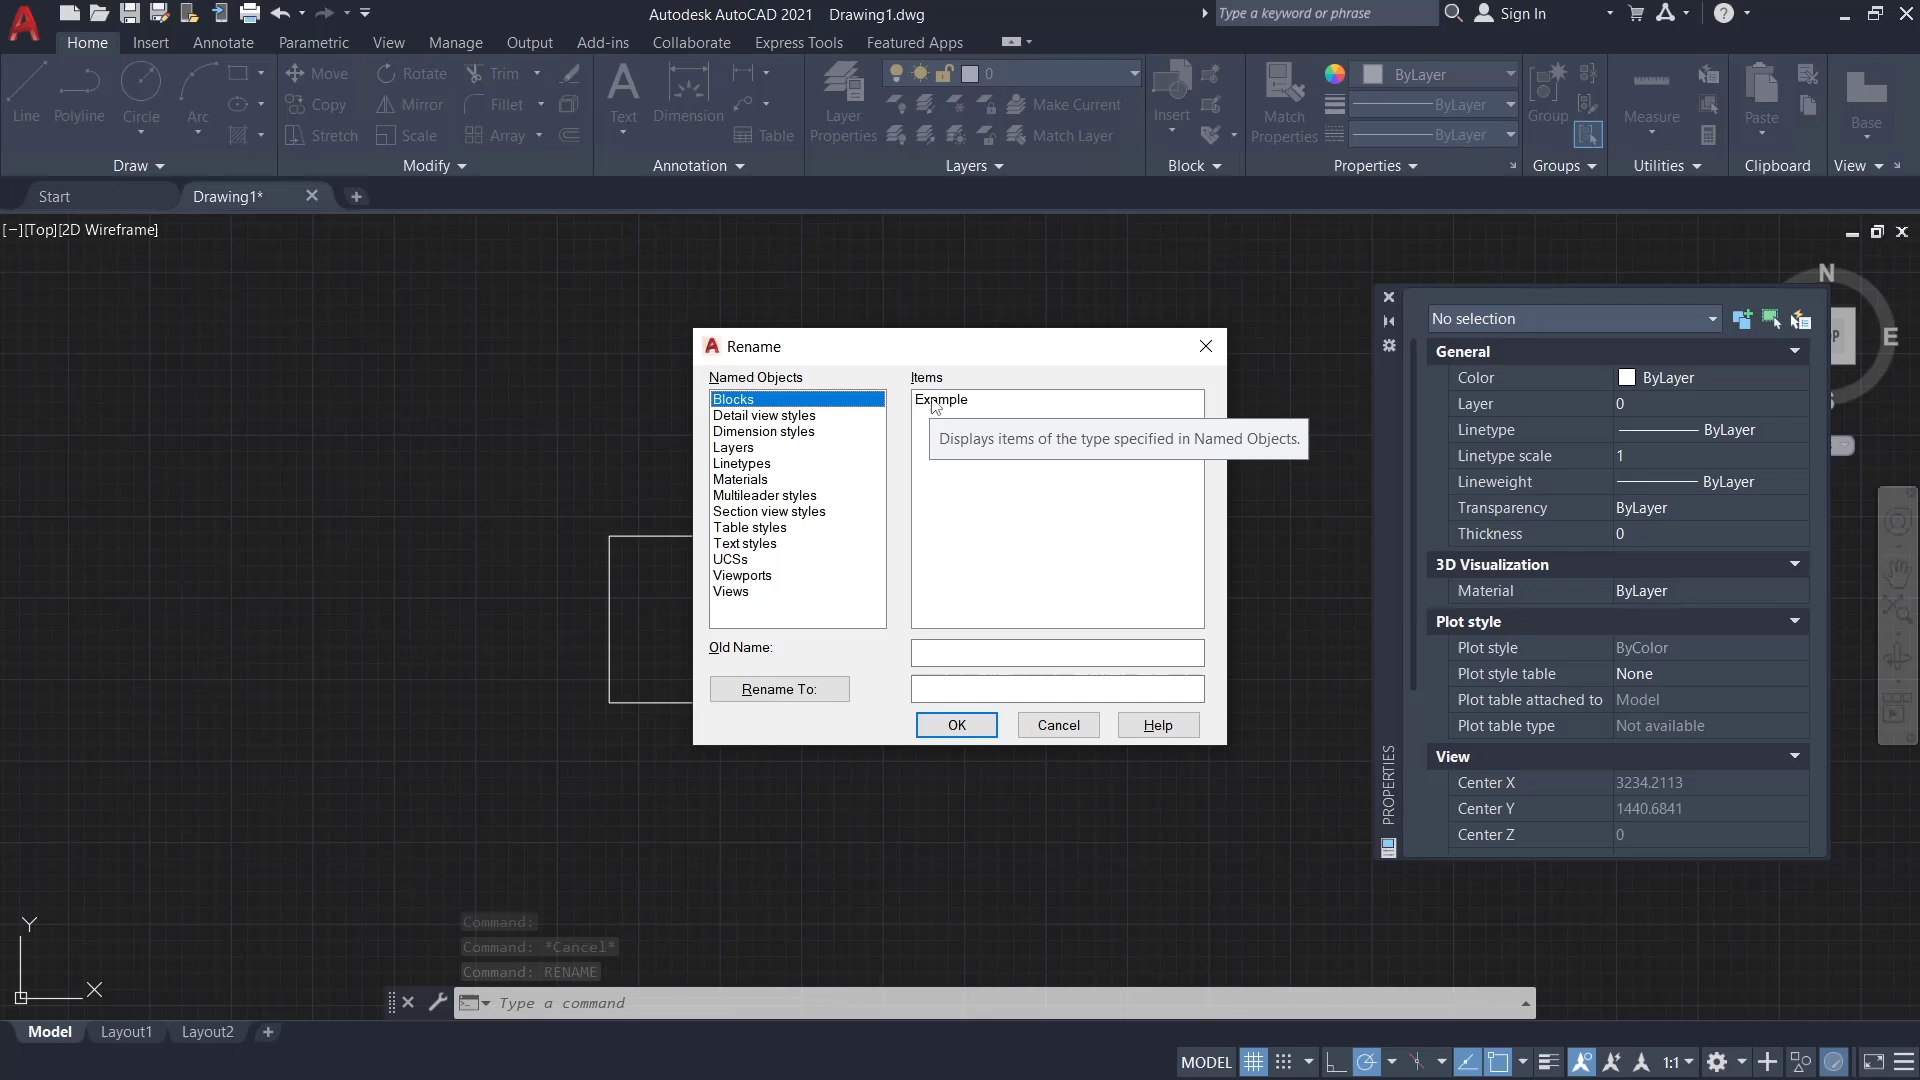 Autodesk AutoCAD 2021 Drawing1.dwg
Type a keyword or phrase
Sign In
Home Insert Annotate Parametric View Manage Output Add-ins Collaborate Express Tools Featured Apps
Line Polyline Circle Arc
Move Rotate Trim
Copy Mirror Fillet
Stretch Scale Array
Text Dimension Table
Layer Properties
0
Make Current
Match Layer
Insert
Match Properties
ByLayer
ByLayer
ByLayer
Group
Measure
Paste
Base
Draw Modify Annotation Layers Block Properties Groups Utilities Clipboard View
Start Drawing1*
[−][Top][2D Wireframe]
N
E
Rename
Named Objects Items
Blocks
Detail view styles
Dimension styles
Layers
Linetypes
Materials
Multileader styles
Section view styles
Table styles
Text styles
UCSs
Viewports
Views
Example
Displays items of the type specified in Named Objects.
Old Name:
Rename To:
OK Cancel Help
No selection
General
Color ByLayer
Layer 0
Linetype ByLayer
Linetype scale 1
Lineweight ByLayer
Transparency ByLayer
Thickness 0
3D Visualization
Material ByLayer
Plot style
Plot style ByColor
Plot style table None
Plot table attached to Model
Plot table type Not available
View
Center X 3234.2113
Center Y 1440.6841
Center Z 0
PROPERTIES
Y
X
Command:
Command: *Cancel*
Command: RENAME
Type a command
Model Layout1 Layout2
MODEL 1:1